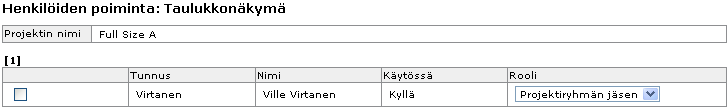 Henkilöiden poiminta: Taulukkonäkymä
Projektin nimi Full Size A
[1]
Tunnus Nimi Käytössä Rooli
Virtanen Ville Virtanen Kyllä Projektiryhmän jäsen